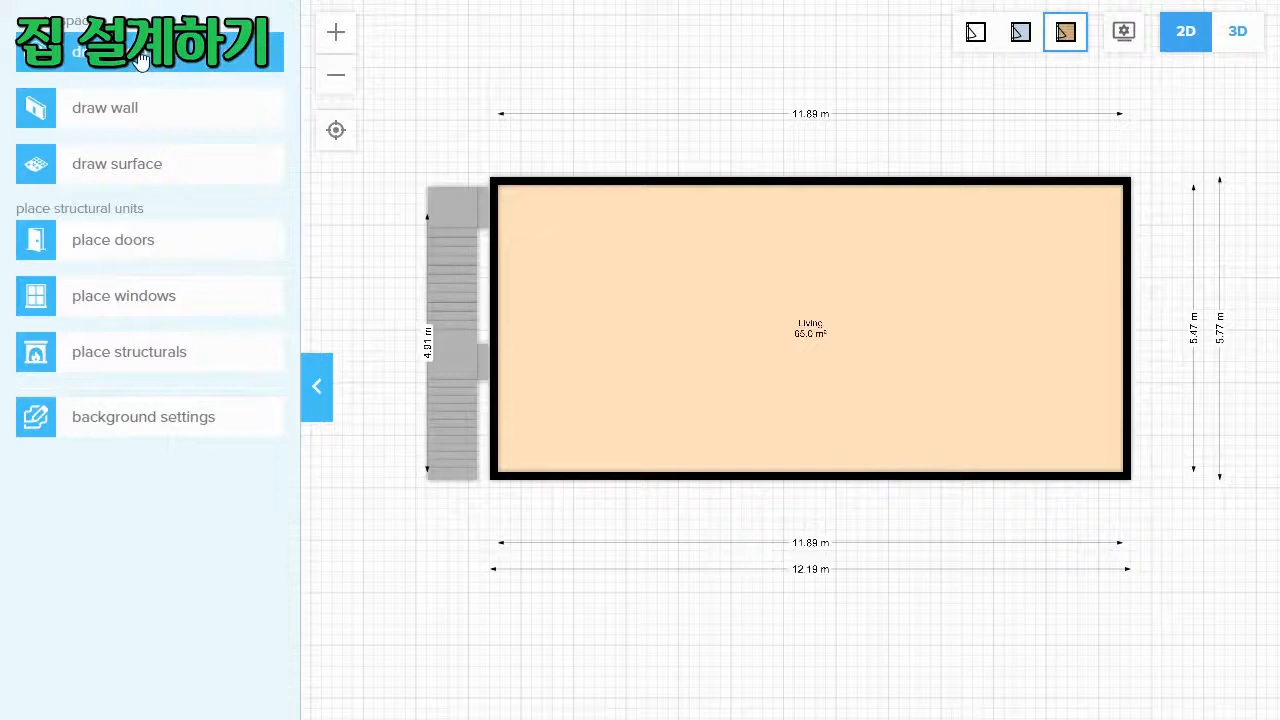 집 설계하기
draw wall
draw surface
place structural units
place doors
place windows
place structurals
background settings
2D
3D
11.89 m
4.91 m
Living
65.0 m²
5.47 m
5.77 m
11.89 m
12.19 m